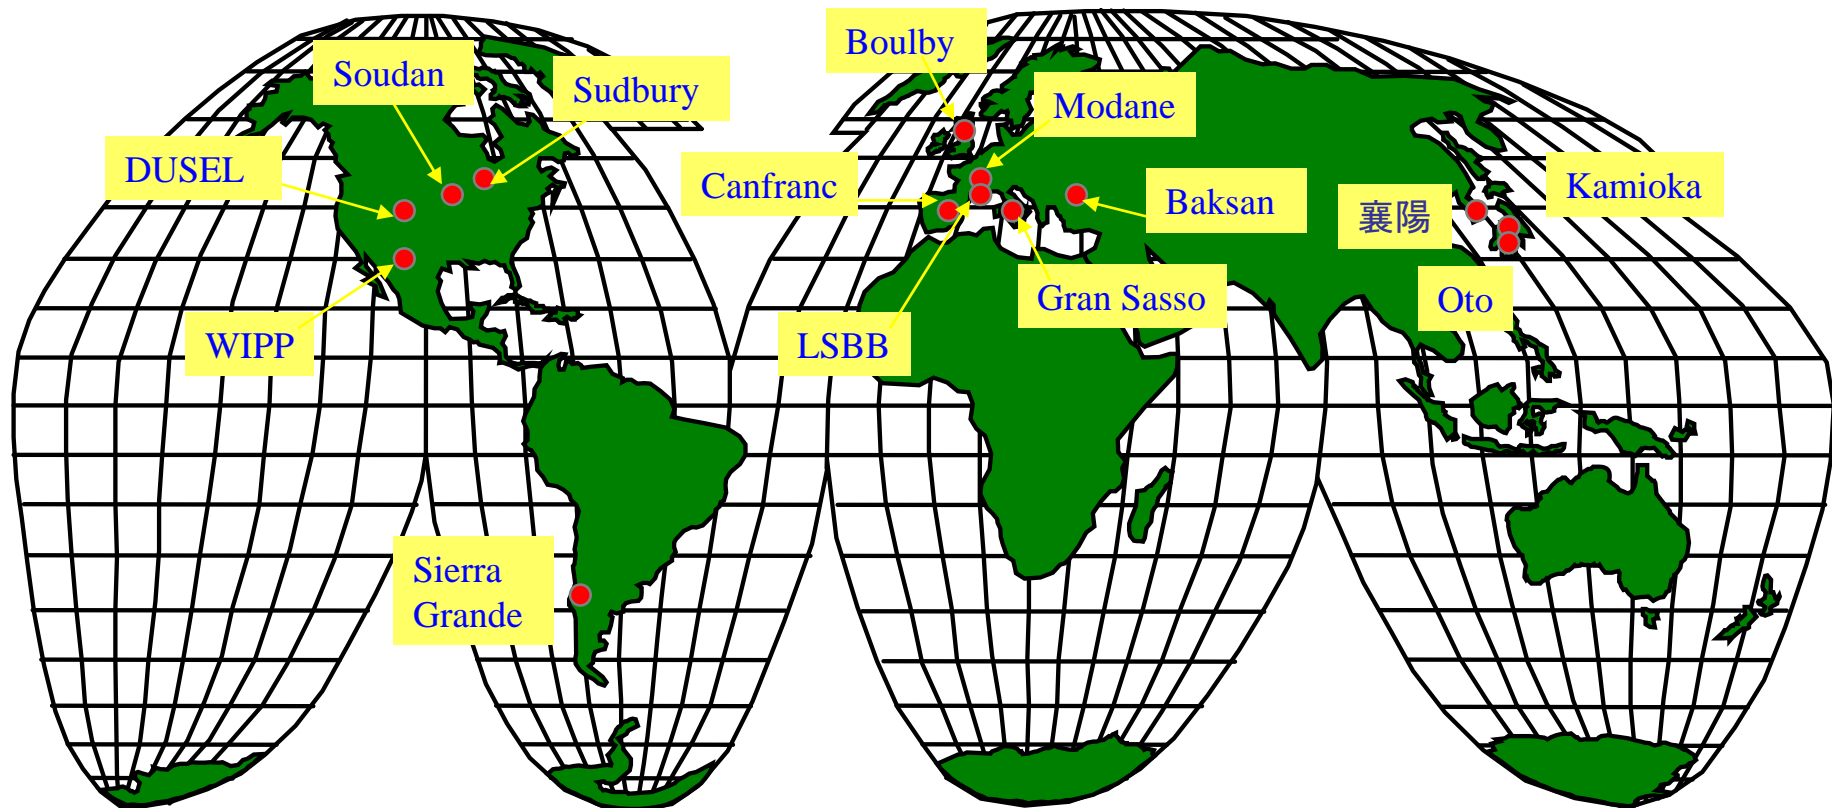 Boulby
Soudan
Sudbury
Modane
DUSEL
Canfranc
Baksan
Kamioka
襄陽
WIPP
LSBB
Gran Sasso
Oto
Sierra
Grande